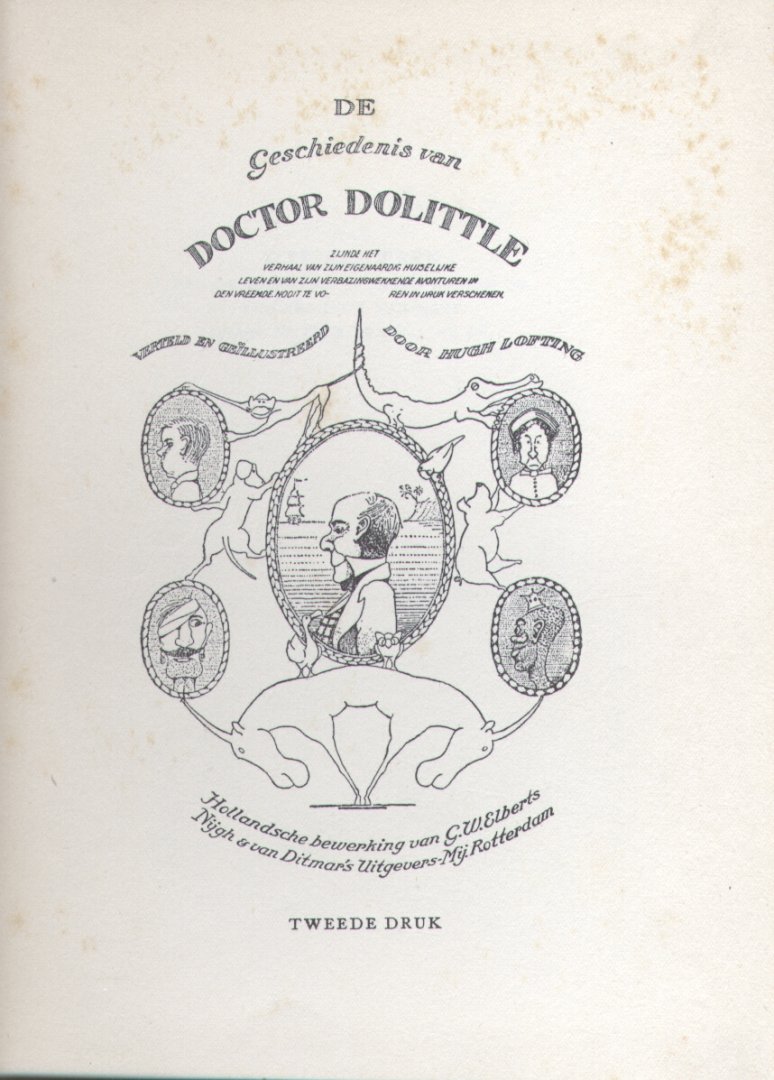 DE
Geschiedenis van
DOCTOR DOLITTLE
ZIJNDE HET
VERHAAL VAN ZIJN EIGENAARDIG HUISELIJKE
LEVEN EN VAN ZIJN VERBAZINGWEKKENDE AVONTUREN IN
DEN VREEMDE. NOOIT TE VO- REN IN DRUK VERSCHENEN.
VERTELD EN GEÏLLUSTREERD DOOR HUGH LOFTING
Hollandsche bewerking van G.W. Elberts
Nijgh & van Ditmar's Uitgevers-Mij. Rotterdam
TWEEDE DRUK